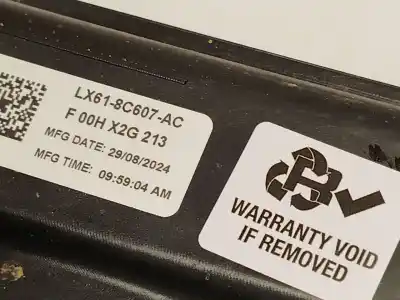 LX61-8C607-AC
F 00H X2G 213
MFG DATE: 29/08/2024
MFG TIME: 09:59:04 AM
R
WARRANTY VOID
IF REMOVED